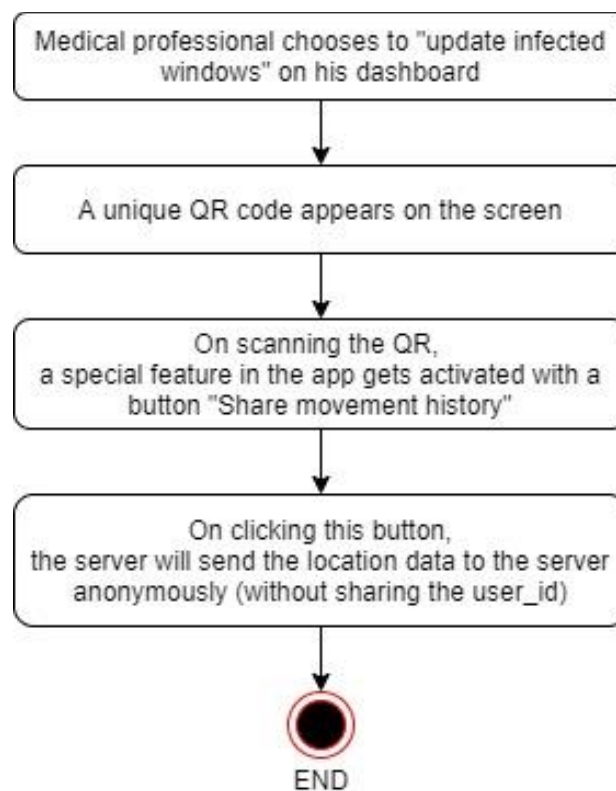 Medical professional chooses to "update infected
windows" on his dashboard
A unique QR code appears on the screen
On scanning the QR,
a special feature in the app gets activated with a
button "Share movement history"
On clicking this button,
the server will send the location data to the server
anonymously (without sharing the user_id)
END